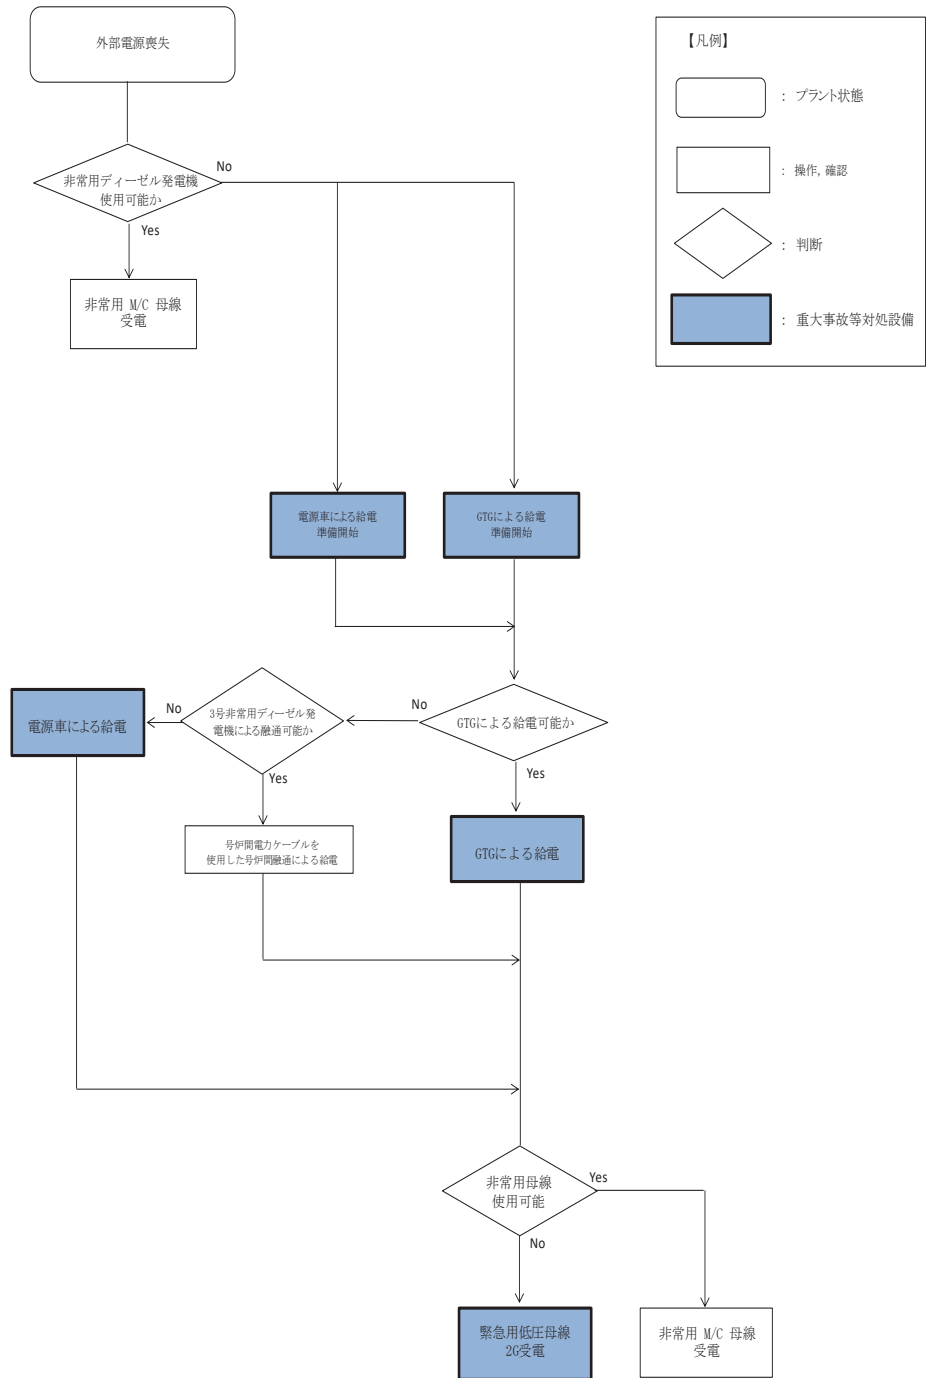 外部電源喪失
【凡例】
: プラント状態
: 操作, 確認
: 判断
: 重大事故等対処設備
非常用ディーゼル発電機
使用可能か
No
Yes
非常用 M/C 母線
受電
電源車による給電
準備開始
GTGによる給電
準備開始
GTGによる給電可能か
No
Yes
3号非常用ディーゼル発
電機による融通可能か
No
Yes
電源車による給電
号炉間電力ケーブルを
使用した号炉間融通による給電
GTGによる給電
非常用母線
使用可能
Yes
No
緊急用低圧母線
2G受電
非常用 M/C 母線
受電